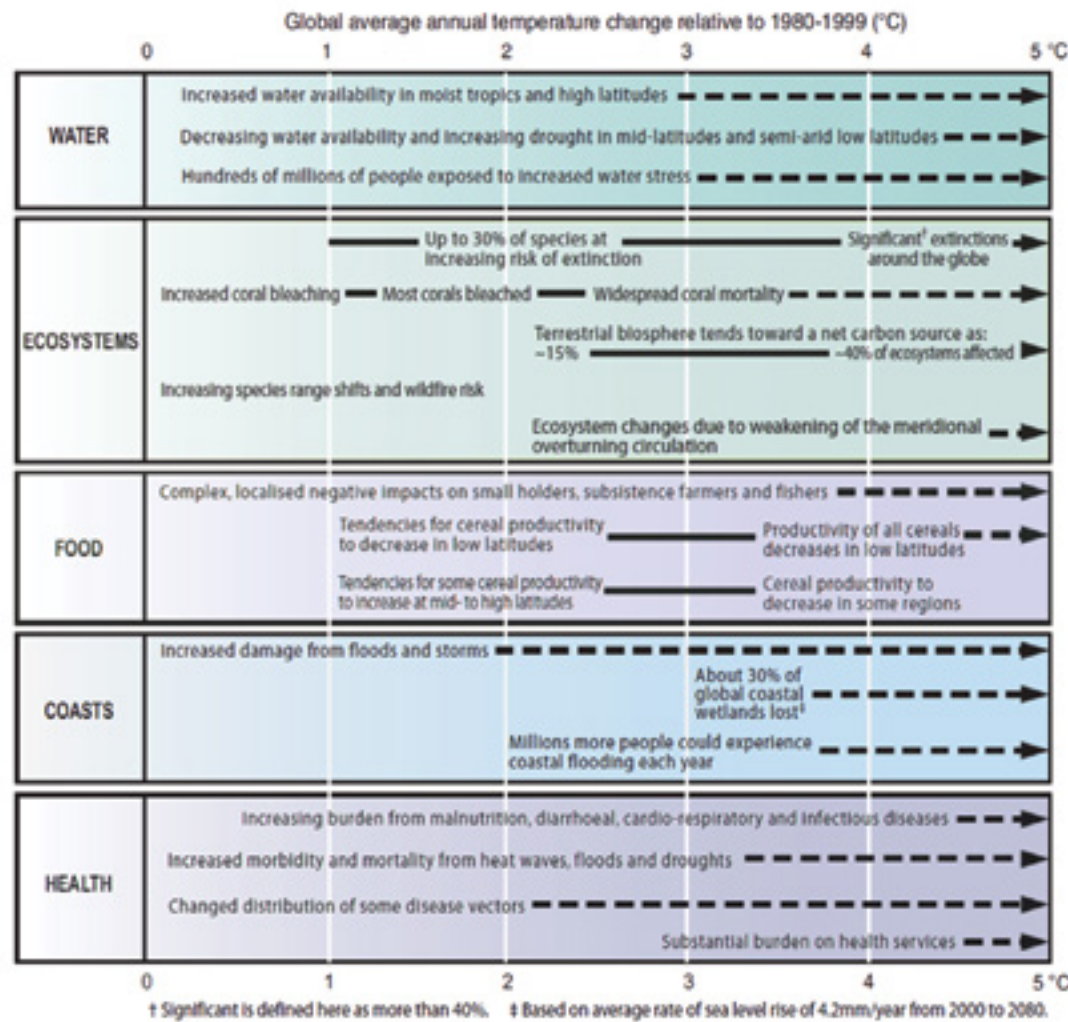 Global average annual temperature change relative to 1980-1999 (°C)
0 1 2 3 4 5 °C
WATER
Increased water availability in moist tropics and high latitudes
Decreasing water availability and increasing drought in mid-latitudes and semi-arid low latitudes
Hundreds of millions of people exposed to increased water stress
ECOSYSTEMS
Up to 30% of species at
increasing risk of extinction
Significant† extinctions
around the globe
Increased coral bleaching
Most corals bleached
Widespread coral mortality
Terrestrial biosphere tends toward a net carbon source as:
~15%
~40% of ecosystems affected
Increasing species range shifts and wildfire risk
Ecosystem changes due to weakening of the meridional
overturning circulation
FOOD
Complex, localised negative impacts on small holders, subsistence farmers and fishers
Tendencies for cereal productivity
to decrease in low latitudes
Productivity of all cereals
decreases in low latitudes
Tendencies for some cereal productivity
to increase at mid- to high latitudes
Cereal productivity to
decrease in some regions
COASTS
Increased damage from floods and storms
About 30% of
global coastal
wetlands lost‡
Millions more people could experience
coastal flooding each year
HEALTH
Increasing burden from malnutrition, diarrhoeal, cardio-respiratory and infectious diseases
Increased morbidity and mortality from heat waves, floods and droughts
Changed distribution of some disease vectors
Substantial burden on health services
0 1 2 3 4 5 °C
† Significant is defined here as more than 40%. ‡ Based on average rate of sea level rise of 4.2mm/year from 2000 to 2080.